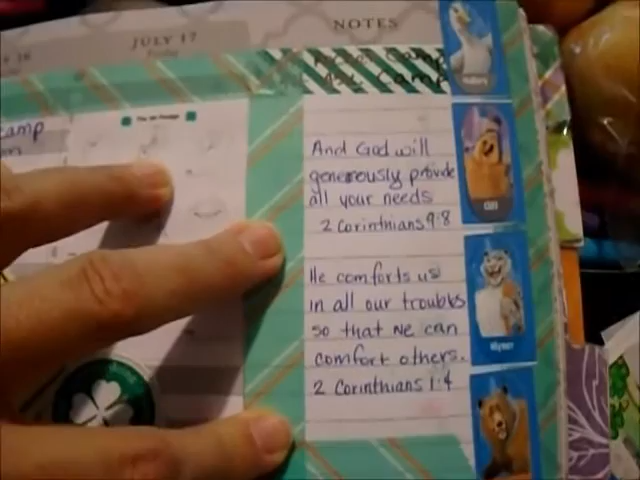 JULY 17
NOTES
Camp
And God will
generously provide
all your needs
2 Corinthians 9:8
He comforts us
in all our troubles
so that we can
comfort others.
2 Corinthians 1:4